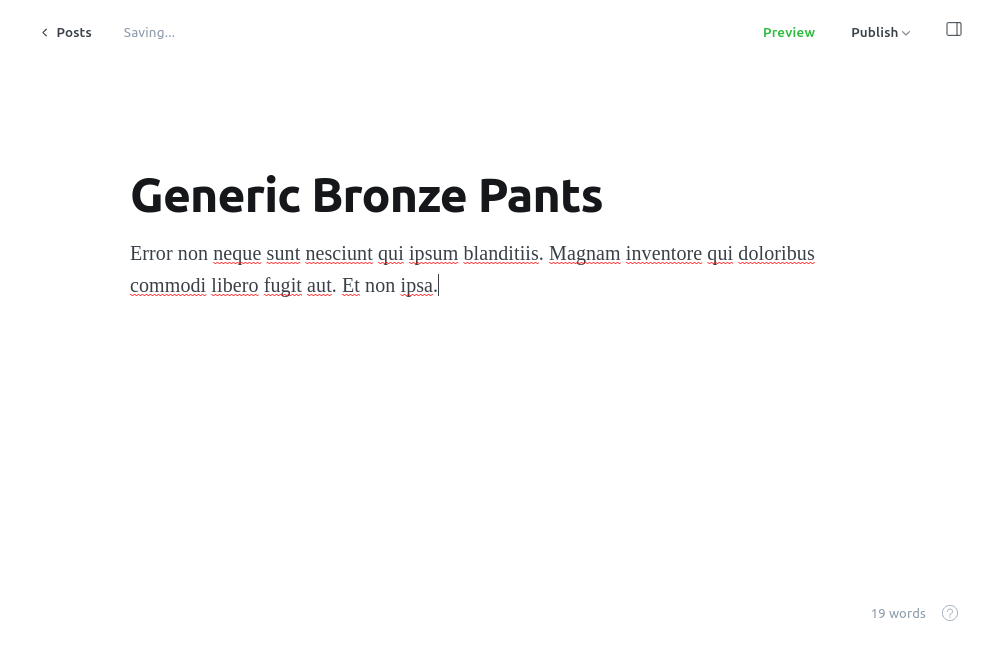 Posts
Saving...
Preview
Publish
Generic Bronze Pants
Error non neque sunt nesciunt qui ipsum blanditiis. Magnam inventore qui doloribus
commodi libero fugit aut. Et non ipsa.
19 words
?